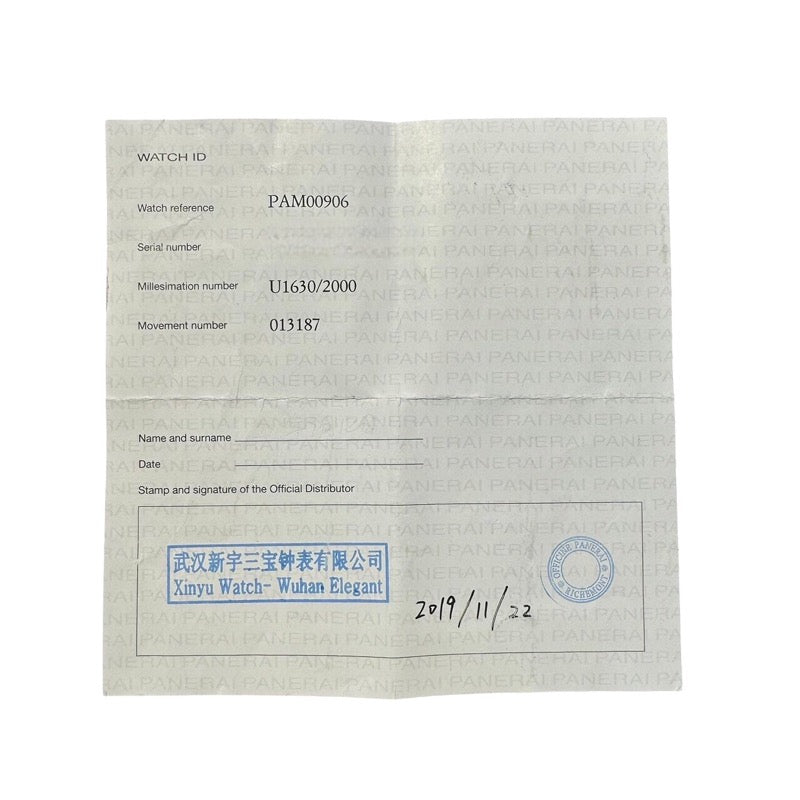 WATCH ID
Watch reference PAM00906
Serial number
Millesimation number U1630/2000
Movement number 013187
Name and surname
Date
Stamp and signature of the Official Distributor
武汉新宇三宝钟表有限公司
Xinyu Watch- Wuhan Elegant
2019/11/22
OFFICINE PANERAI
RICHEMONT